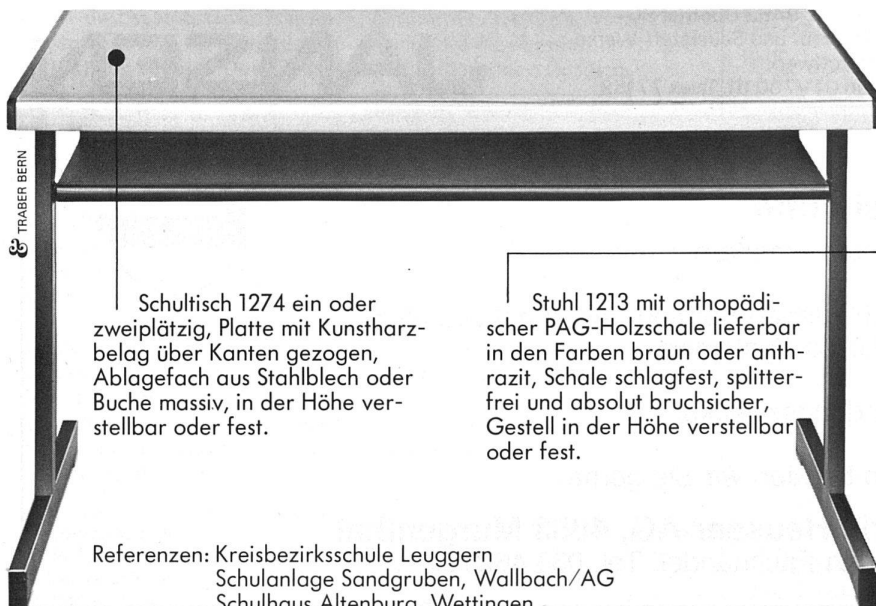 & TRABER BERN
Schultisch 1274 ein oder
zweiplätzig, Platte mit Kunstharz-
belag über Kanten gezogen,
Ablagefach aus Stahlblech oder
Buche massiv, in der Höhe ver-
stellbar oder fest.
Stuhl 1213 mit orthopädi-
scher PAG-Holzschale lieferbar
in den Farben braun oder anth-
razit, Schale schlagfest, splitter-
frei und absolut bruchsicher,
Gestell in der Höhe verstellbar
oder fest.
Referenzen: Kreisbezirksschule Leuggern
Schulanlage Sandgruben, Wallbach/AG
Schulhaus Altenburg, Wettingen